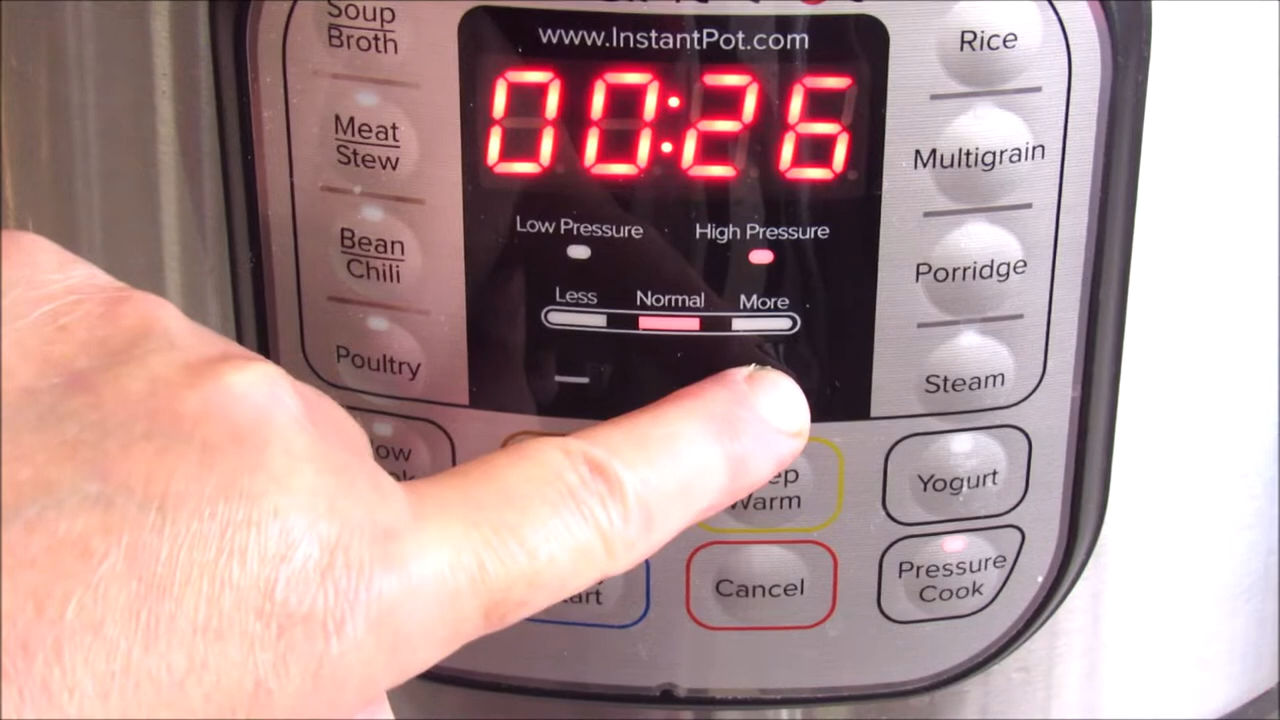 www.InstantPot.com
00:26
Low Pressure
High Pressure
Less
Normal
More
Soup
Broth
Meat
Stew
Bean
Chili
Poultry
Rice
Multigrain
Porridge
Steam
Warm
Yogurt
Cancel
Pressure
Cook